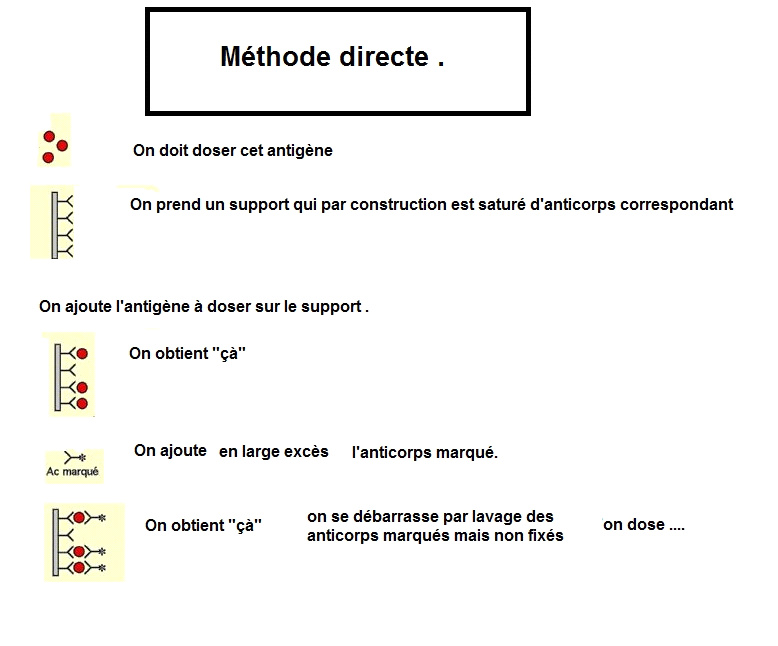 Méthode directe .
On doit doser cet antigène
On prend un support qui par construction est saturé d'anticorps correspondant
On ajoute l'antigène à doser sur le support .
On obtient "çà"
On ajoute en large excès l'anticorps marqué.
Ac marqué
On obtient "çà"
on se débarrasse par lavage des
anticorps marqués mais non fixés
on dose ....